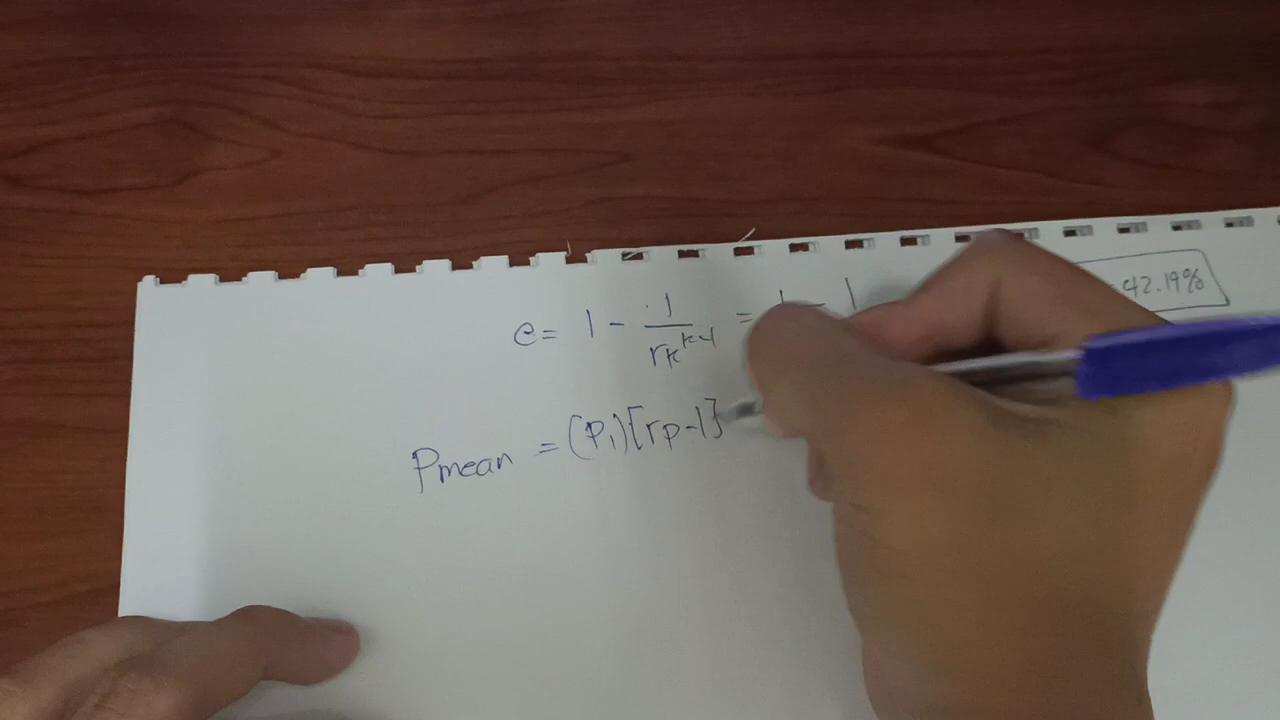 e = 1 - 1/rk^k-1 = 1 - 1 42.19%
Pmean = (P1)[rp-1]